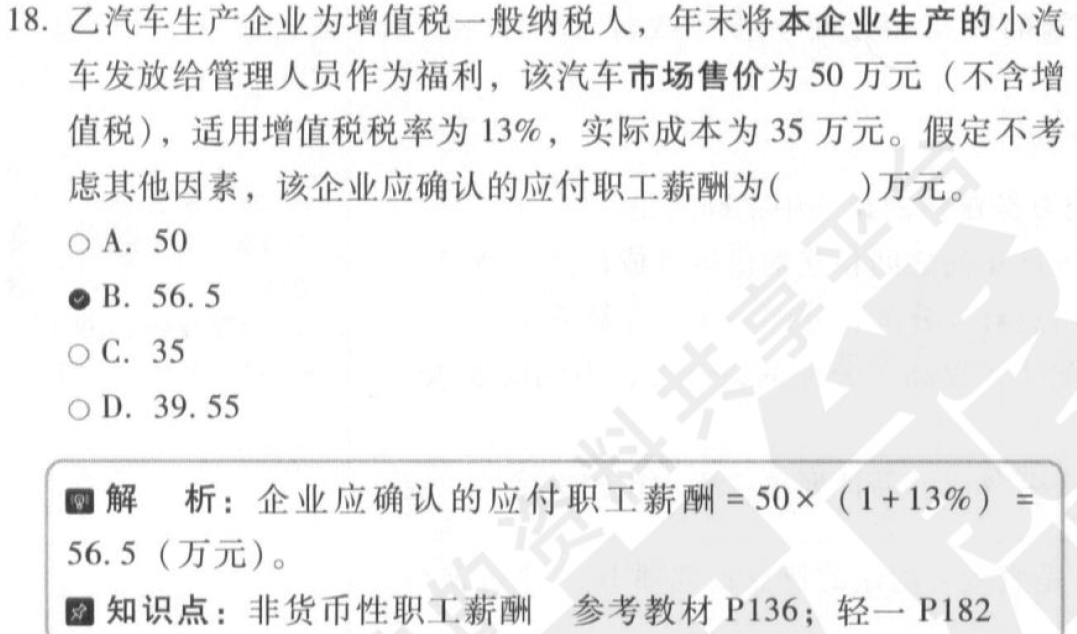 18. 乙汽车生产企业为增值税一般纳税人，年末将本企业生产的小汽
车发放给管理人员作为福利，该汽车市场售价为 50 万元（不含增
值税），适用增值税税率为 13%，实际成本为 35 万元。假定不考
虑其他因素，该企业应确认的应付职工薪酬为(　　)万元。
A. 50
B. 56. 5
C. 35
D. 39. 55
解　析：企业应确认的应付职工薪酬 = 50×（1+13%）=
56. 5（万元）。
知识点：非货币性职工薪酬　参考教材 P136；轻一 P182
的资料共享平台